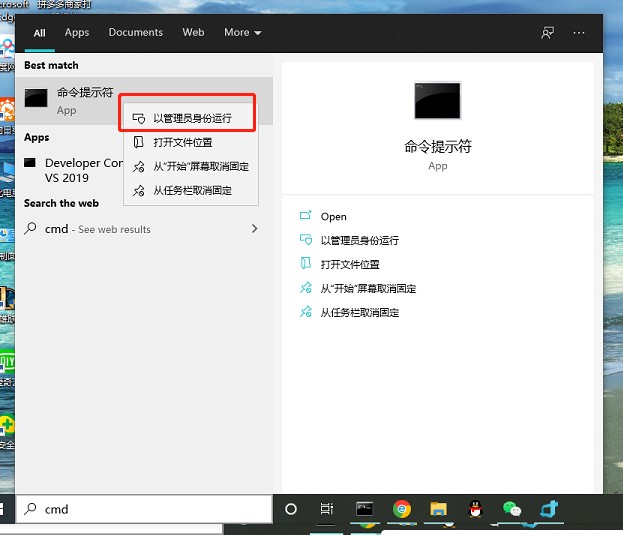 拼多多商家打
All Apps Documents Web More
Best match
命令提示符
App
以管理员身份运行
打开文件位置
从"开始"屏幕取消固定
从任务栏取消固定
Apps
Developer Con
VS 2019
Search the web
cmd - See web results
命令提示符
App
Open
以管理员身份运行
打开文件位置
从"开始"屏幕取消固定
从任务栏取消固定
cmd